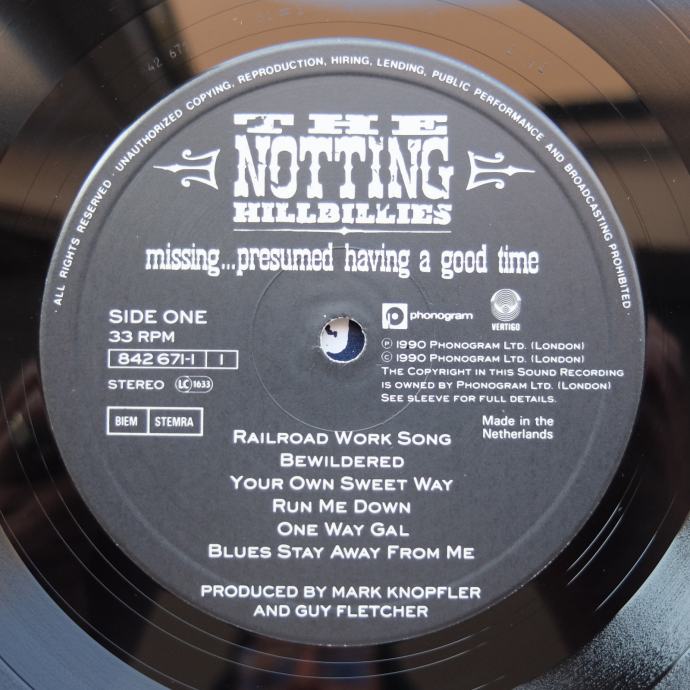 · ALL RIGHTS RESERVED · UNAUTHORIZED COPYING, REPRODUCTION, HIRING, LENDING, PUBLIC PERFORMANCE AND BROADCASTING PROHIBITED ·
THE
NOTTING
HILLBILLIES
missing...presumed having a good time
SIDE ONE
33 RPM
842 671-1 | 1
STEREO LC 1633
BIEM | STEMRA
phonogram
VERTIGO
℗ 1990 PHONOGRAM LTD. (LONDON)
© 1990 PHONOGRAM LTD. (LONDON)
THE COPYRIGHT IN THIS SOUND RECORDING
IS OWNED BY PHONOGRAM LTD. (LONDON)
SEE SLEEVE FOR FULL DETAILS.
Made in the
Netherlands
RAILROAD WORK SONG
BEWILDERED
YOUR OWN SWEET WAY
RUN ME DOWN
ONE WAY GAL
BLUES STAY AWAY FROM ME
PRODUCED BY MARK KNOPFLER
AND GUY FLETCHER